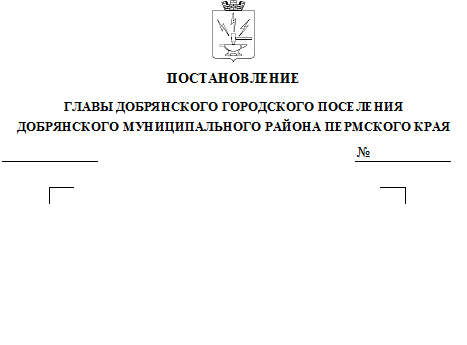 ПОСТАНОВЛЕНИЕ
ГЛАВЫ ДОБРЯНСКОГО ГОРОДСКОГО ПОСЕЛЕНИЯ
ДОБРЯНСКОГО МУНИЦИПАЛЬНОГО РАЙОНА ПЕРМСКОГО КРАЯ
№